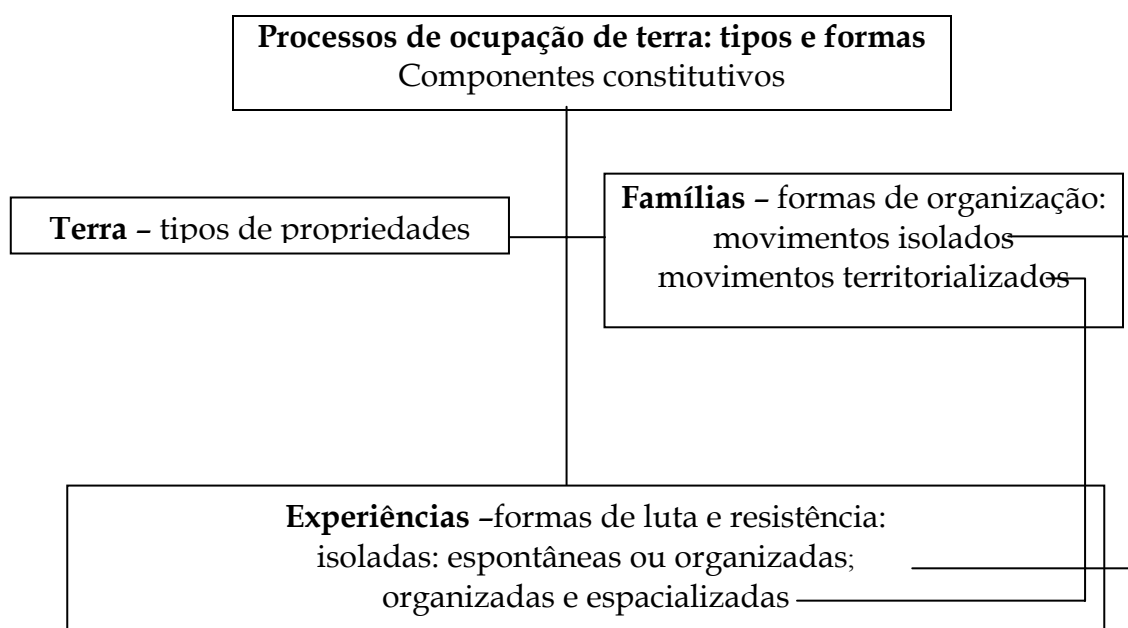 Processos de ocupação de terra: tipos e formas
Componentes constitutivos
Terra – tipos de propriedades
Famílias – formas de organização:
movimentos isolados
movimentos territorializados
Experiências –formas de luta e resistência:
isoladas: espontâneas ou organizadas;
organizadas e espacializadas